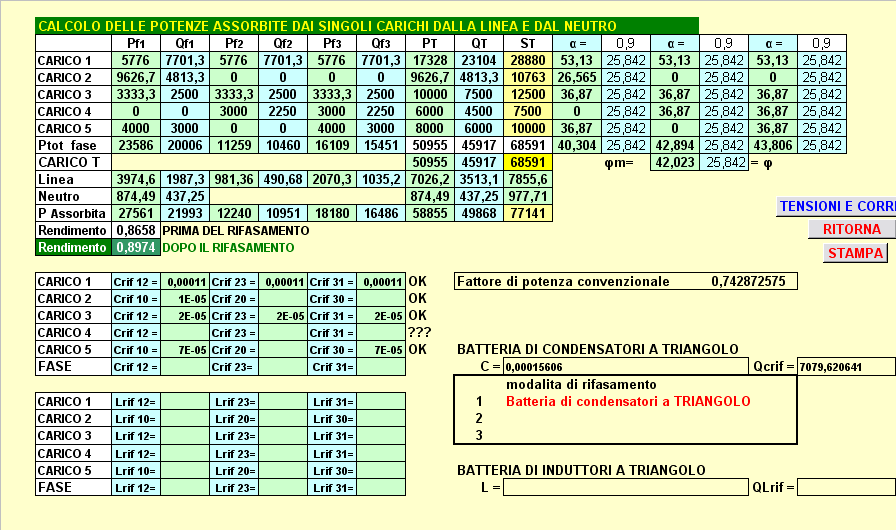 CALCOLO DELLE POTENZE ASSORBITE DAI SINGOLI CARICHI DALLA LINEA E DAL NEUTRO
Pf1 Qf1 Pf2 Qf2 Pf3 Qf3 PT QT ST α = 0,9 α = 0,9 α = 0,9
CARICO 1 5776 7701,3 5776 7701,3 5776 7701,3 17328 23104 28880 53,13 25,842 53,13 25,842 53,13 25,842
CARICO 2 9626,7 4813,3 0 0 0 0 9626,7 4813,3 10763 26,565 25,842 0 25,842 0 25,842
CARICO 3 3333,3 2500 3333,3 2500 3333,3 2500 10000 7500 12500 36,87 25,842 36,87 25,842 36,87 25,842
CARICO 4 0 0 3000 2250 3000 2250 6000 4500 7500 0 25,842 36,87 25,842 36,87 25,842
CARICO 5 4000 3000 0 0 4000 3000 8000 6000 10000 36,87 25,842 0 25,842 36,87 25,842
Ptot fase 23586 20006 11259 10460 16109 15451 50955 45917 68591 40,304 25,842 42,894 25,842 43,806 25,842
CARICO T 50955 45917 68591 φm= 42,023 25,842 = φ
Linea 3974,6 1987,3 981,36 490,68 2070,3 1035,2 7026,2 3513,1 7855,6
Neutro 874,49 437,25 874,49 437,25 977,71
P Assorbita 27561 21993 12240 10951 18180 16486 58855 49868 77141
TENSIONI E CORRI
Rendimento 0,8658 PRIMA DEL RIFASAMENTO
RITORNA
Rendimento 0,8974 DOPO IL RIFASAMENTO
STAMPA
CARICO 1 Crif 12 = 0,00011 Crif 23 = 0,00011 Crif 31 = 0,00011 OK
Fattore di potenza convenzionale 0,742872575
CARICO 2 Crif 10 = 1E-05 Crif 20 = Crif 30 = OK
CARICO 3 Crif 12 = 2E-05 Crif 23 = 2E-05 Crif 31 = 2E-05 OK
CARICO 4 Crif 12 = Crif 23 = Crif 31 = ???
CARICO 5 Crif 10 = 7E-05 Crif 20 = Crif 30 = 7E-05 OK
BATTERIA DI CONDENSATORI A TRIANGOLO
FASE Crif 12 = Crif 23 = Crif 31=
C = 0,00015606 Qcrif = 7079,620641
modalita di rifasamento
1 Batteria di condensatori a TRIANGOLO
2
3
CARICO 1 Lrif 12= Lrif 23= Lrif 31=
CARICO 2 Lrif 10= Lrif 20= Lrif 30=
CARICO 3 Lrif 12= Lrif 23= Lrif 31=
CARICO 4 Lrif 12= Lrif 23= Lrif 31=
CARICO 5 Lrif 10= Lrif 20= Lrif 30=
BATTERIA DI INDUTTORI A TRIANGOLO
FASE Lrif 12= Lrif 23= Lrif 31=
L = QLrif =